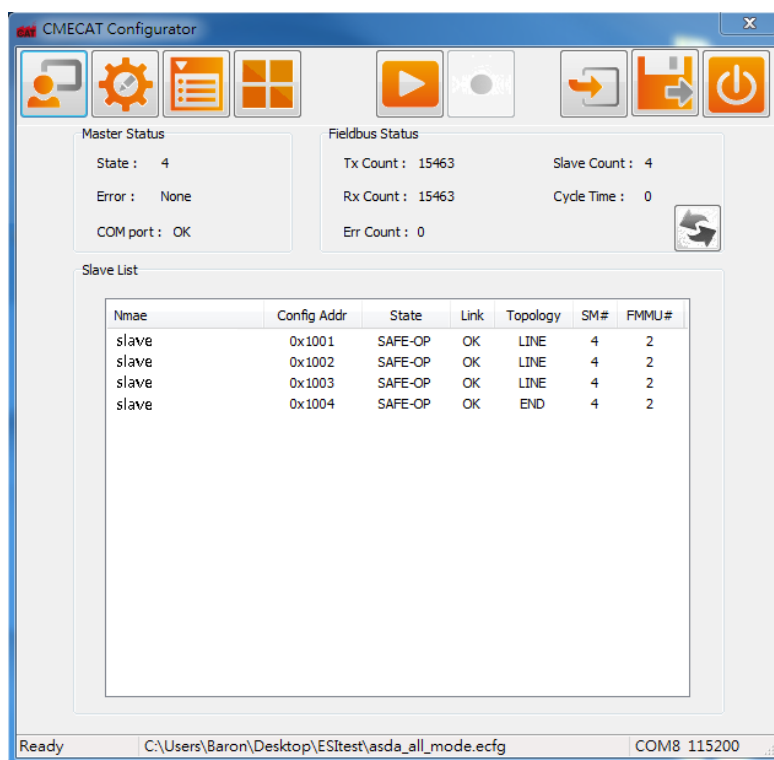 CAT CMECAT Configurator x
Master Status Fieldbus Status
State : 4 Tx Count : 15463 Slave Count : 4
Error : None Rx Count : 15463 Cycle Time : 0
COM port : OK Err Count : 0
Slave List
Nmae Config Addr State Link Topology SM# FMMU#
slave 0x1001 SAFE-OP OK LINE 4 2
slave 0x1002 SAFE-OP OK LINE 4 2
slave 0x1003 SAFE-OP OK LINE 4 2
slave 0x1004 SAFE-OP OK END 4 2
Ready C:\Users\Baron\Desktop\ESItest\asda_all_mode.ecfg COM8 115200